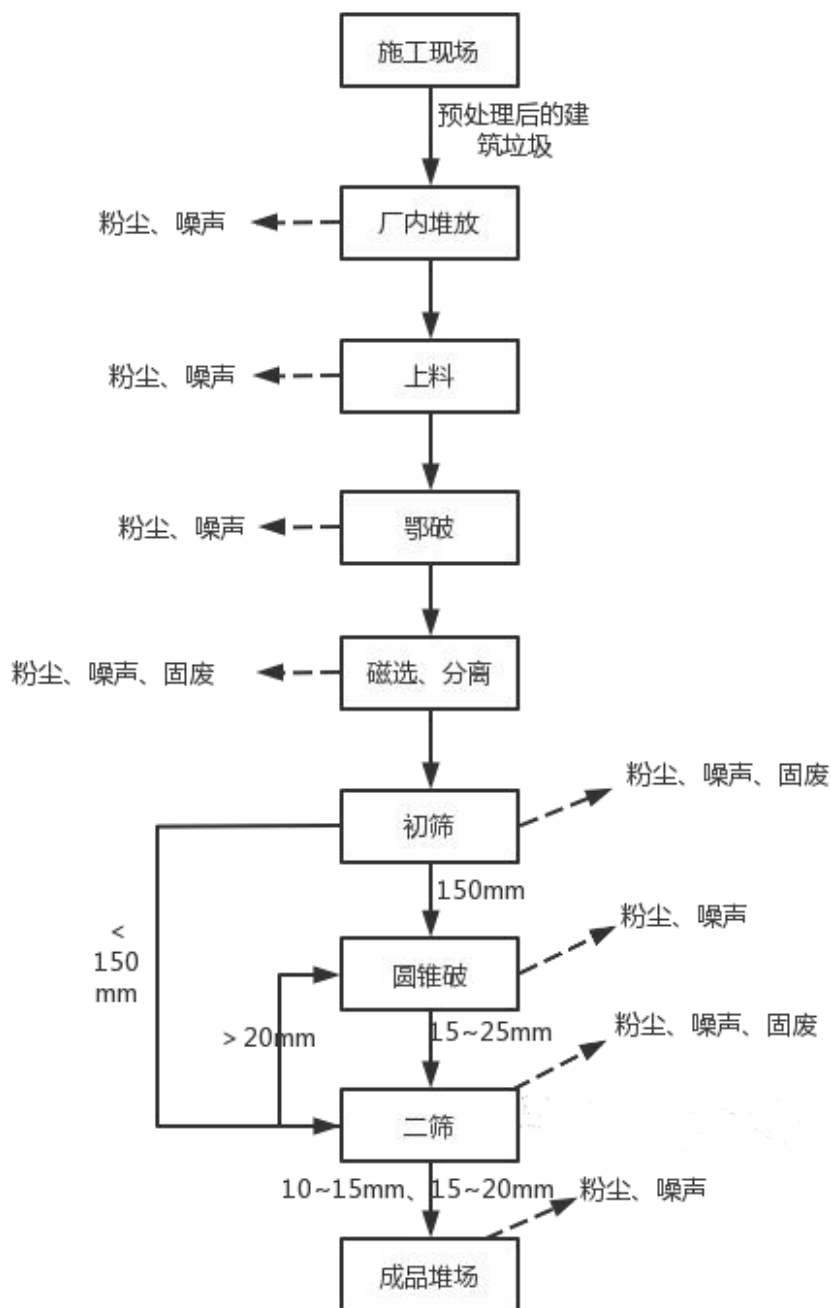 施工现场
预处理后的建
筑垃圾
粉尘、噪声
厂内堆放
粉尘、噪声
上料
粉尘、噪声
鄂破
粉尘、噪声、固废
磁选、分离
粉尘、噪声、固废
初筛
150mm
<
150
mm
粉尘、噪声
圆锥破
>20mm
15~25mm
粉尘、噪声、固废
二筛
10~15mm、15~20mm
粉尘、噪声
成品堆场